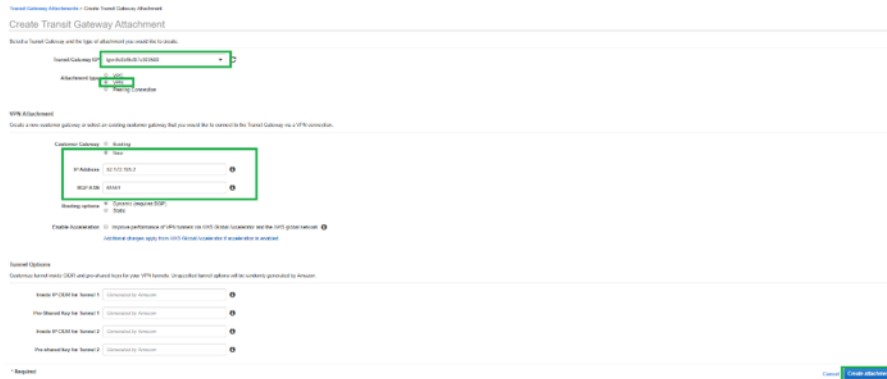 Transit Gateway Attachments > Create Transit Gateway Attachment
Create Transit Gateway Attachment
Select a Transit Gateway and the type of attachment you would like to create.
Transit Gateway ID*
Attachment type
VPC
VPN
Peering Connection
VPN Attachment
Create a new customer gateway or select an existing customer gateway that you would like to connect to the Transit Gateway via a VPN connection.
Customer Gateway
Existing
New
IP Address
BGP ASN
Routing options
Dynamic (requires BGP)
Static
Enable Acceleration
Improve performance of VPN tunnels via AWS Global Accelerator and the AWS global network
Additional charges apply from AWS Global Accelerator if acceleration is enabled
Tunnel Options
Customize tunnel inside CIDR and pre-shared keys for your VPN tunnels. Unspecified tunnel options will be randomly generated by Amazon.
Inside IP CIDR for Tunnel 1 Generated by Amazon
Pre-Shared Key for Tunnel 1 Generated by Amazon
Inside IP CIDR for Tunnel 2 Generated by Amazon
Pre-shared key for Tunnel 2 Generated by Amazon
* Required
Cancel
Create attachment